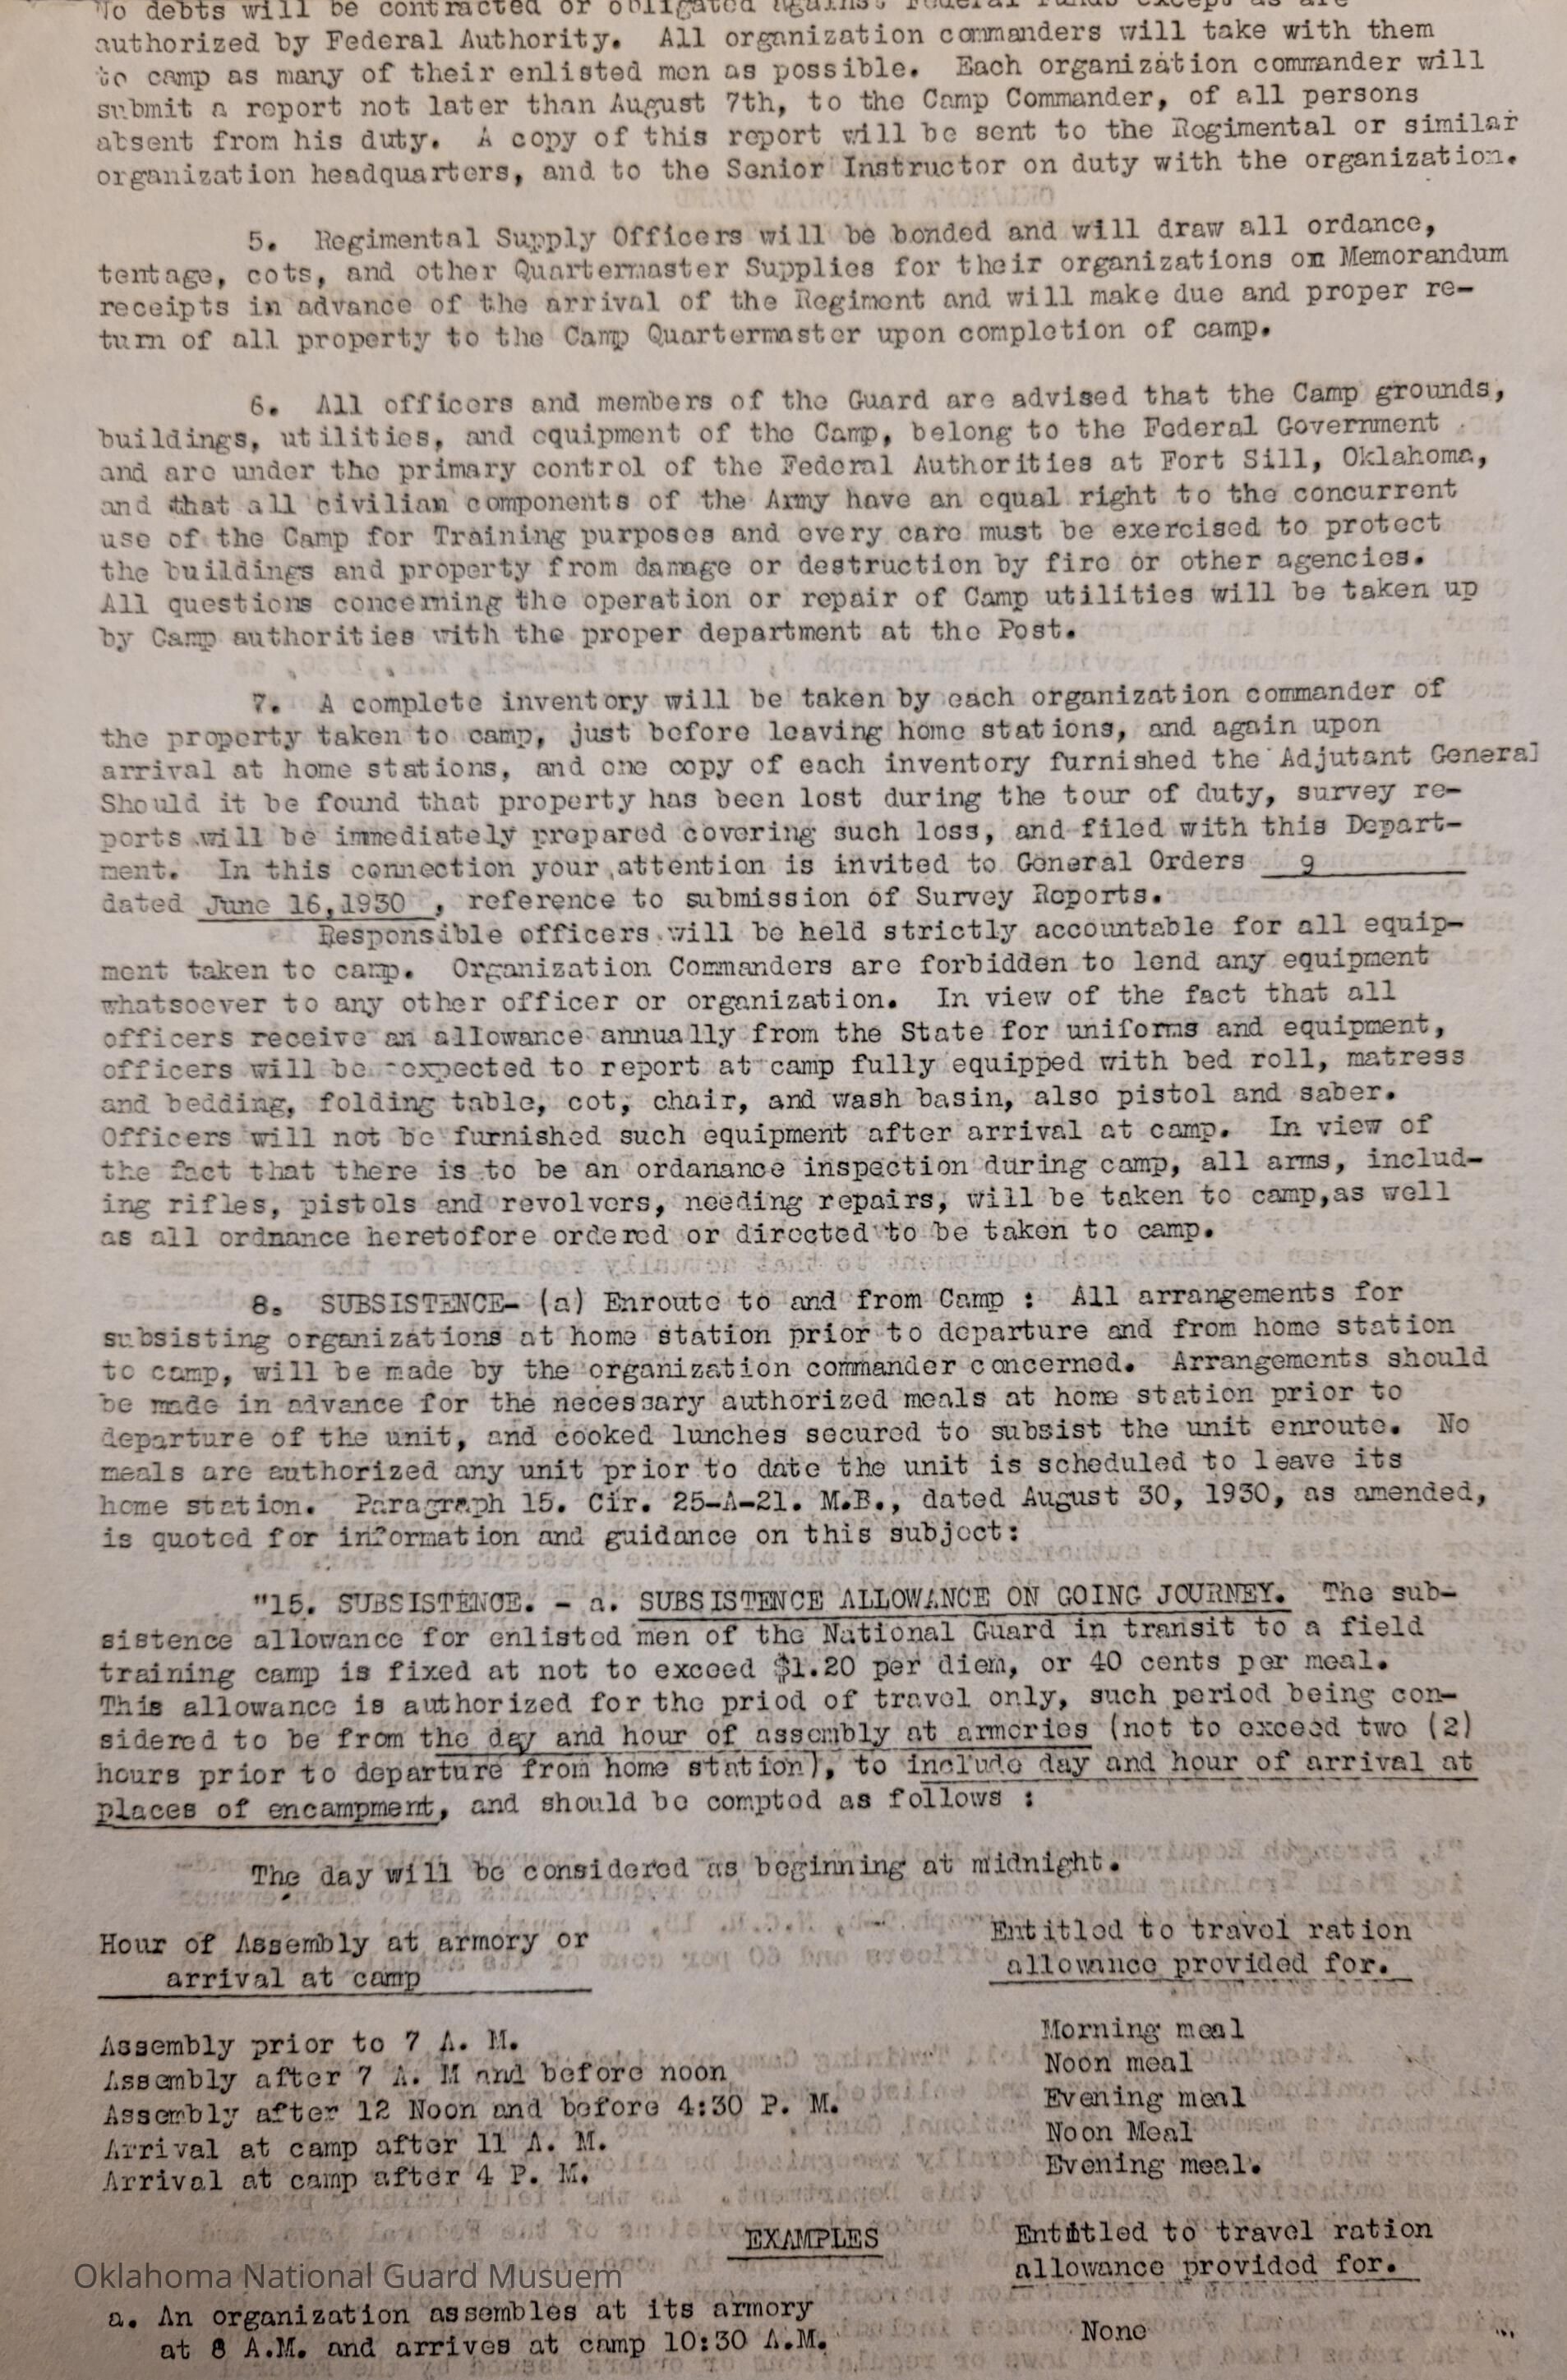 No debts will be contracted or obligated against Federal Funds except as are
authorized by Federal Authority. All organization commanders will take with them
to camp as many of their enlisted men as possible. Each organization commander will
submit a report not later than August 7th, to the Camp Commander, of all persons
absent from his duty. A copy of this report will be sent to the Regimental or similar
organization headquarters, and to the Senior Instructor on duty with the organization.
5. Regimental Supply Officers will be bonded and will draw all ordance,
tentage, cots, and other Quartermaster Supplies for their organizations on Memorandum
receipts in advance of the arrival of the Regiment and will make due and proper re-
turn of all property to the Camp Quartermaster upon completion of camp.
6. All officers and members of the Guard are advised that the Camp grounds,
buildings, utilities, and equipment of the Camp, belong to the Federal Government
and are under the primary control of the Federal Authorities at Fort Sill, Oklahoma,
and that all civilian components of the Army have an equal right to the concurrent
use of the Camp for Training purposes and every care must be exercised to protect
the buildings and property from damage or destruction by fire or other agencies.
All questions concerning the operation or repair of Camp utilities will be taken up
by Camp authorities with the proper department at the Post.
7. A complete inventory will be taken by each organization commander of
the property taken to camp, just before leaving home stations, and again upon
arrival at home stations, and one copy of each inventory furnished the Adjutant General
Should it be found that property has been lost during the tour of duty, survey re-
ports will be immediately prepared covering such loss, and filed with this Depart-
ment. In this connection your attention is invited to General Orders 9
dated June 16,1930 , reference to submission of Survey Reports.
Responsible officers will be held strictly accountable for all equip-
ment taken to camp. Organization Commanders are forbidden to lend any equipment
whatsoever to any other officer or organization. In view of the fact that all
officers receive an allowance annually from the State for uniforms and equipment,
officers will be expected to report at camp fully equipped with bed roll, matress
and bedding, folding table, cot, chair, and wash basin, also pistol and saber.
Officers will not be furnished such equipment after arrival at camp. In view of
the fact that there is to be an ordanance inspection during camp, all arms, includ-
ing rifles, pistols and revolvers, needing repairs, will be taken to camp,as well
as all ordnance heretofore ordered or directed to be taken to camp.
8. SUBSISTENCE- (a) Enroute to and from Camp : All arrangements for
subsisting organizations at home station prior to departure and from home station
to camp, will be made by the organization commander concerned. Arrangements should
be made in advance for the necessary authorized meals at home station prior to
departure of the unit, and cooked lunches secured to subsist the unit enroute. No
meals are authorized any unit prior to date the unit is scheduled to leave its
home station. Paragraph 15. Cir. 25-A-21. M.B., dated August 30, 1930, as amended,
is quoted for information and guidance on this subject:
"15. SUBSISTENCE. - a. SUBSISTENCE ALLOWANCE ON GOING JOURNEY. The sub-
sistence allowance for enlisted men of the National Guard in transit to a field
training camp is fixed at not to exceed $1.20 per diem, or 40 cents per meal.
This allowance is authorized for the priod of travel only, such period being con-
sidered to be from the day and hour of assembly at armories (not to exceed two (2)
hours prior to departure from home station), to include day and hour of arrival at
places of encampment, and should be compted as follows :
The day will be considered as beginning at midnight.
Hour of Assembly at armory or
arrival at camp
Entitled to travel ration
allowance provided for.
Assembly prior to 7 A. M. Morning meal
Assembly after 7 A. M and before noon Noon meal
Assembly after 12 Noon and before 4:30 P. M. Evening meal
Arrival at camp after 11 A. M. Noon Meal
Arrival at camp after 4 P. M. Evening meal.
EXAMPLES
Entitled to travel ration
allowance provided for.
Oklahoma National Guard Musuem
a. An organization assembles at its armory
at 8 A.M. and arrives at camp 10:30 A.M. None